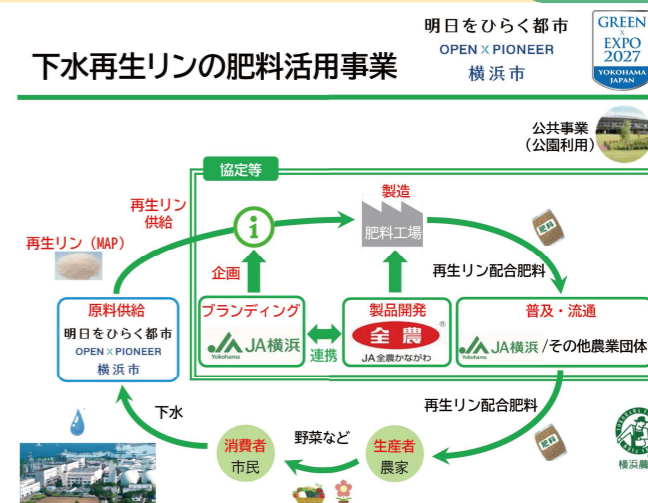 明日をひらく都市
OPEN X PIONEER
横浜市
GREEN
X
EXPO
2027
YOKOHAMA
JAPAN
下水再生リンの肥料活用事業
公共事業
(公園利用)
協定等
再生リン
供給
製造
肥料工場
肥料
再生リン(MAP)
企画
再生リン配合肥料
原料供給
明日をひらく都市
OPEN X PIONEER
横浜市
ブランディング
Yokohama
JA横浜
連携
製品開発
全農®
JA全農かながわ
普及・流通
Yokohama
JA横浜/その他農業団体
下水
消費者
市民
野菜など
生産者
農家
再生リン配合肥料
肥料
横浜農